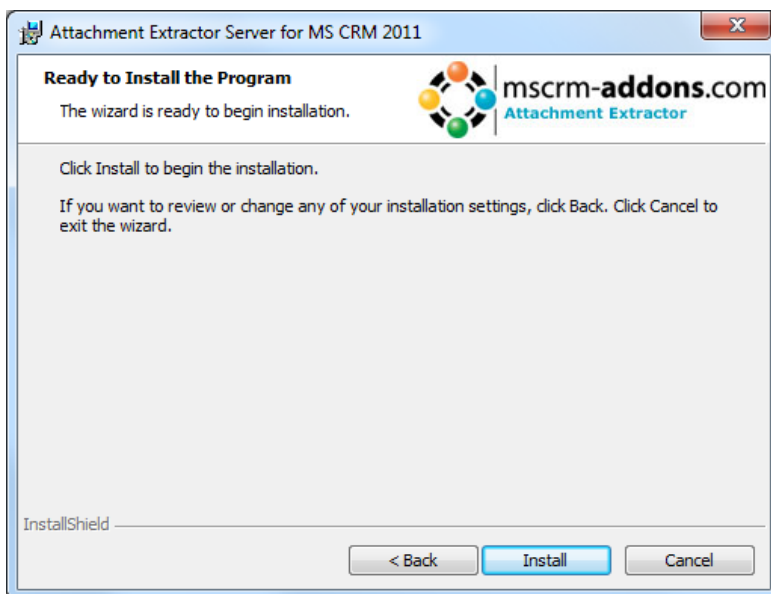 Attachment Extractor Server for MS CRM 2011
Ready to Install the Program
The wizard is ready to begin installation.
mscrm-addons.com
Attachment Extractor
Click Install to begin the installation.
If you want to review or change any of your installation settings, click Back. Click Cancel to
exit the wizard.
InstallShield
< Back Install Cancel